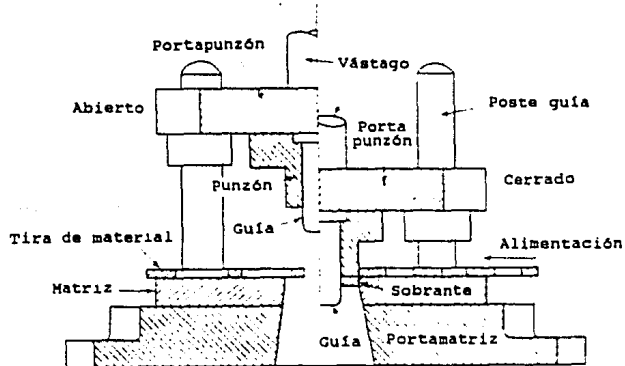 Portapunzón
Vástago
Abierto
Poste guía
Porta
punzón
Punzón
Cerrado
Guía
Tira de material
Alimentación
Matriz
Sobrante
Guía
Portamatriz